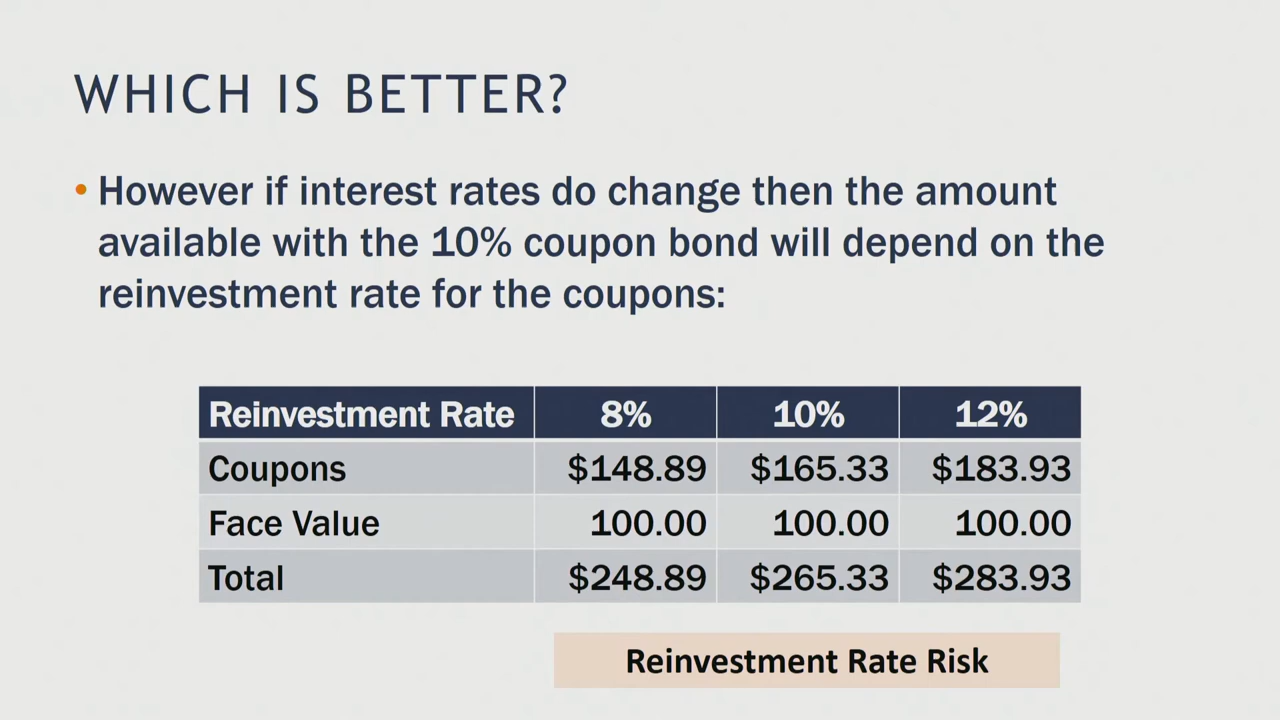 WHICH IS BETTER?
• However if interest rates do change then the amount
available with the 10% coupon bond will depend on the
reinvestment rate for the coupons:
Reinvestment Rate 8% 10% 12%
Coupons $148.89 $165.33 $183.93
Face Value 100.00 100.00 100.00
Total $248.89 $265.33 $283.93
Reinvestment Rate Risk